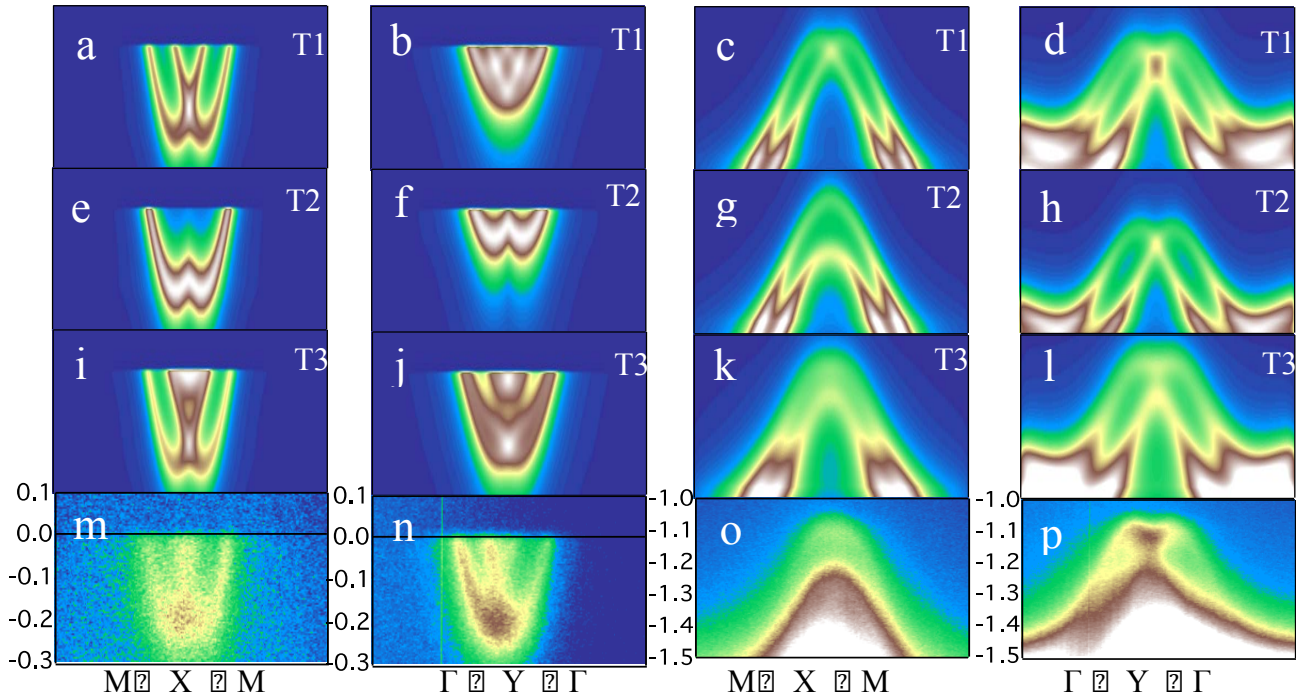 a T1 b T1 c T1 d T1
e T2 f T2 g T2 h T2
i T3 j T3 k T3 l T3
0.1 0.1 -1.0 -1.0
m n o p
0.0 0.0 -1.1 -1.1
-0.1 -0.1 -1.2 -1.2
-0.2 -0.2 -1.3 -1.3
-1.4 -1.4
-0.3 -0.3 -1.5 -1.5
M⍰ X ⍰ M Γ ⍰ Y ⍰ Γ M⍰ X ⍰ M Γ ⍰ Y ⍰ Γ